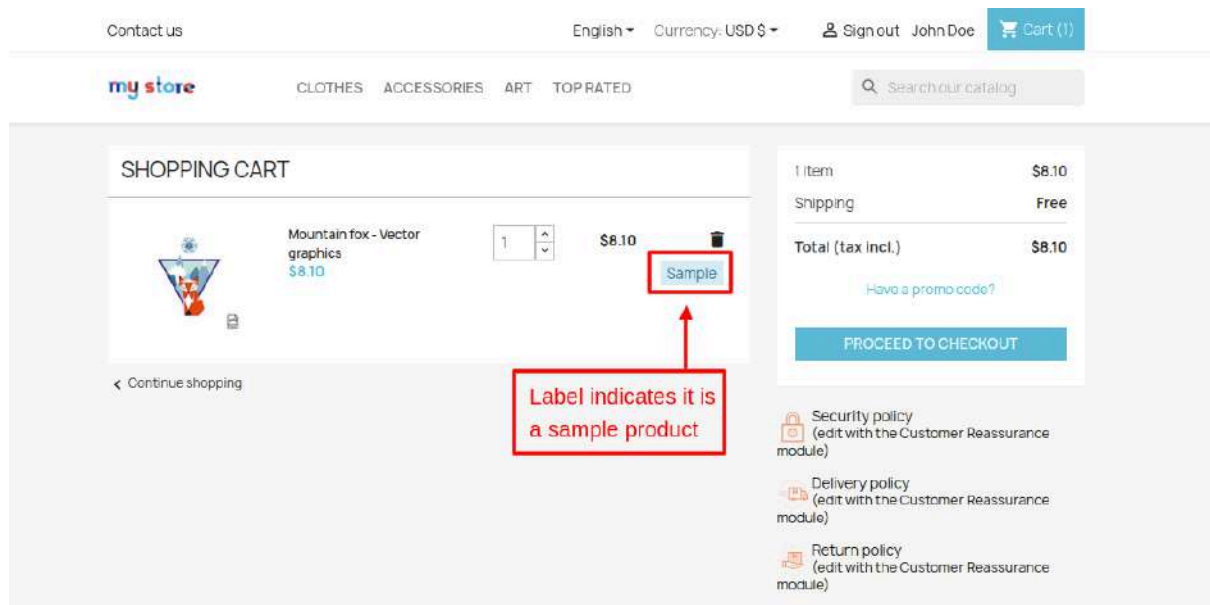 Contact us
English
Currency: USD $
Sign out
John Doe
Cart (1)
my store
CLOTHES
ACCESSORIES
ART
TOP RATED
Search our catalog
SHOPPING CART
Mountain fox - Vector
graphics
$8.10
1
$8.10
Sample
Label indicates it is
a sample product
Continue shopping
1 item
$8.10
Shipping
Free
Total (tax incl.)
$8.10
Have a promo code?
PROCEED TO CHECKOUT
Security policy
(edit with the Customer Reassurance
module)
Delivery policy
(edit with the Customer Reassurance
module)
Return policy
(edit with the Customer Reassurance
module)